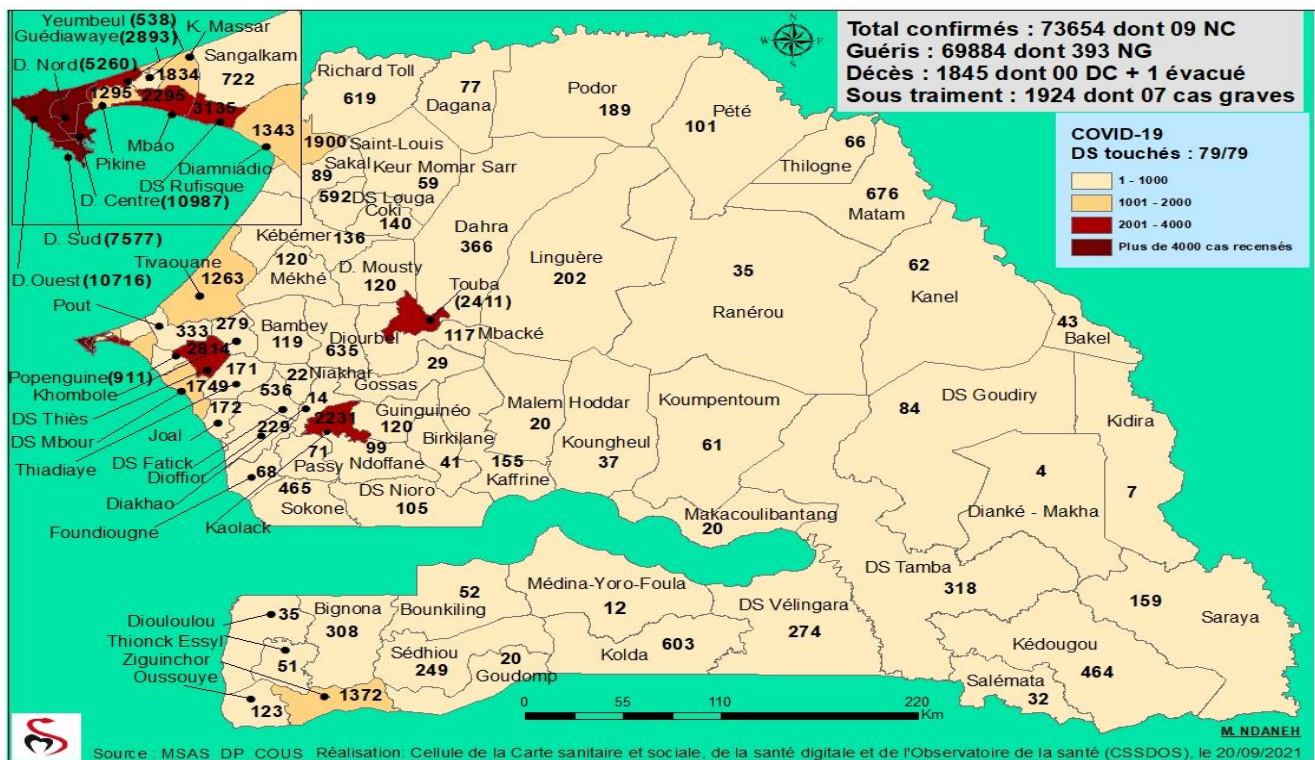 Yeumbeul (538)
Guédiawaye(2893)
K. Massar
D. Nord(5260)
Sangalkam
1834
722
1295
2295
3135
1343
Mbao
Pikine
Diamniadio
DS Rufisque
D. Centre(10987)
D. Sud(7577)
D.Ouest(10716)
Total confirmés : 73654 dont 09 NC
Guéris : 69884 dont 393 NG
Décès : 1845 dont 00 DC + 1 évacué
Sous traiment : 1924 dont 07 cas graves
COVID-19
DS touchés : 79/79
1 - 1000
1001 - 2000
2001 - 4000
Plus de 4000 cas recensés
W E
Richard Toll
619
77
Dagana
Podor
189
Pété
101
66
Thilogne
676
Matam
1900
Saint-Louis
Sakal
89
Keur Momar Sarr
59
592
DS Louga
Coki
140
Dahra
366
Kébémer
136
Linguère
202
35
Ranérou
62
Kanel
43
Bakel
Tivaouane
1263
120
Mékhé
D. Mousty
120
Touba
(2411)
Pout
333
279
Bambey
119
Diourbel
635
117
Mbacké
2814
Popenguine(911)
Khombole
171
22
Niakhar
29
Gossas
1749
536
14
DS Thiès
172
DS Mbour
Joal
229
2231
Guinguinéo
120
Malem Hoddar
20
Koumpentoum
61
DS Goudiry
84
Kidira
7
Thiadiaye
DS Fatick
Dioffior
71
99
Birkilane
41
Koungheul
37
68
Passy
Ndoffane
155
Kaffrine
4
Dianké - Makha
Diakhao
465
Sokone
DS Nioro
105
Foundiougne
Kaolack
Makacoulibantang
20
DS Tamba
318
52
Bounkiling
Médina-Yoro-Foula
12
DS Vélingara
274
159
Saraya
Diouloulou
35
Bignona
308
Thionck Essyl
51
Sédhiou
249
Kolda
603
Kédougou
464
Ziguinchor
20
Goudomp
Salémata
32
Oussouye
123
1372
0 55 110 220
Km
M. NDANEH
Source : MSAS_DP_COUS Réalisation: Cellule de la Carte sanitaire et sociale, de la santé digitale et de l'Observatoire de la santé (CSSDOS), le 20/09/2021